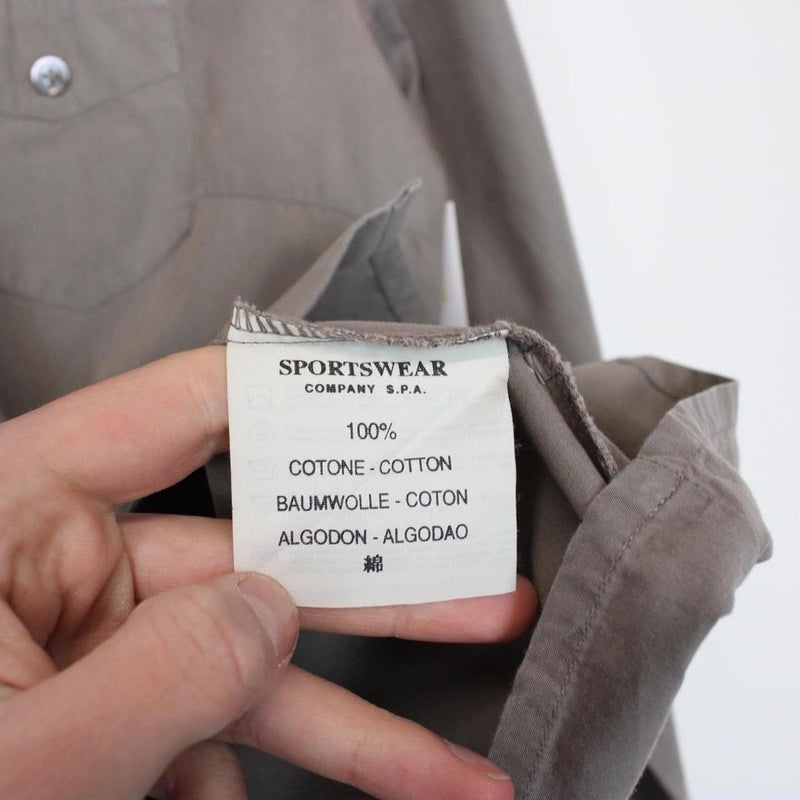 SPORTSWEAR
COMPANY S.P.A.
100%
COTONE - COTTON
BAUMWOLLE - COTON
ALGODON - ALGODAO
綿